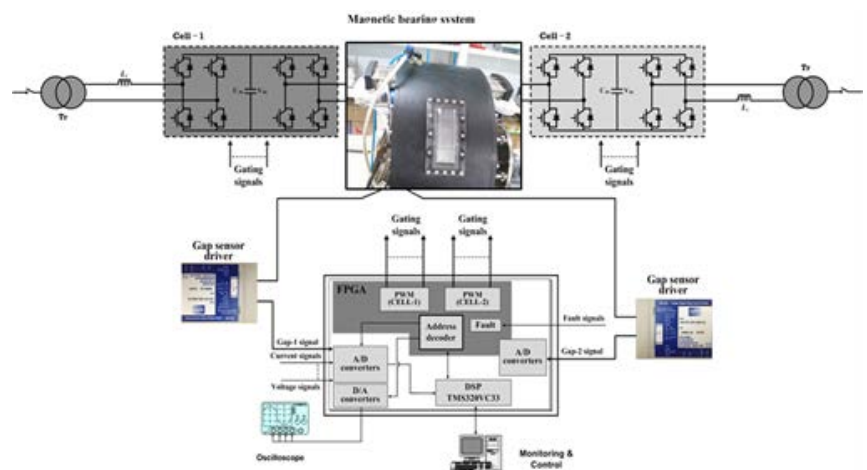 Magnetic bearing system
Cell - 1
Cell - 2
Tr
Tr
Gating
signals
Gating
signals
Gating
signals
Gating
signals
Gap sensor
driver
Gap sensor
driver
FPGA
PWM
(CELL-1)
PWM
(CELL-2)
Address
decoder
Fault
Fault signals
Gap-1 signal
Current signals
Voltage signals
A/D
converters
A/D
converters
Gap-2 signal
D/A
converters
DSP
TMS320VC33
Oscilloscope
Monitoring &
Control